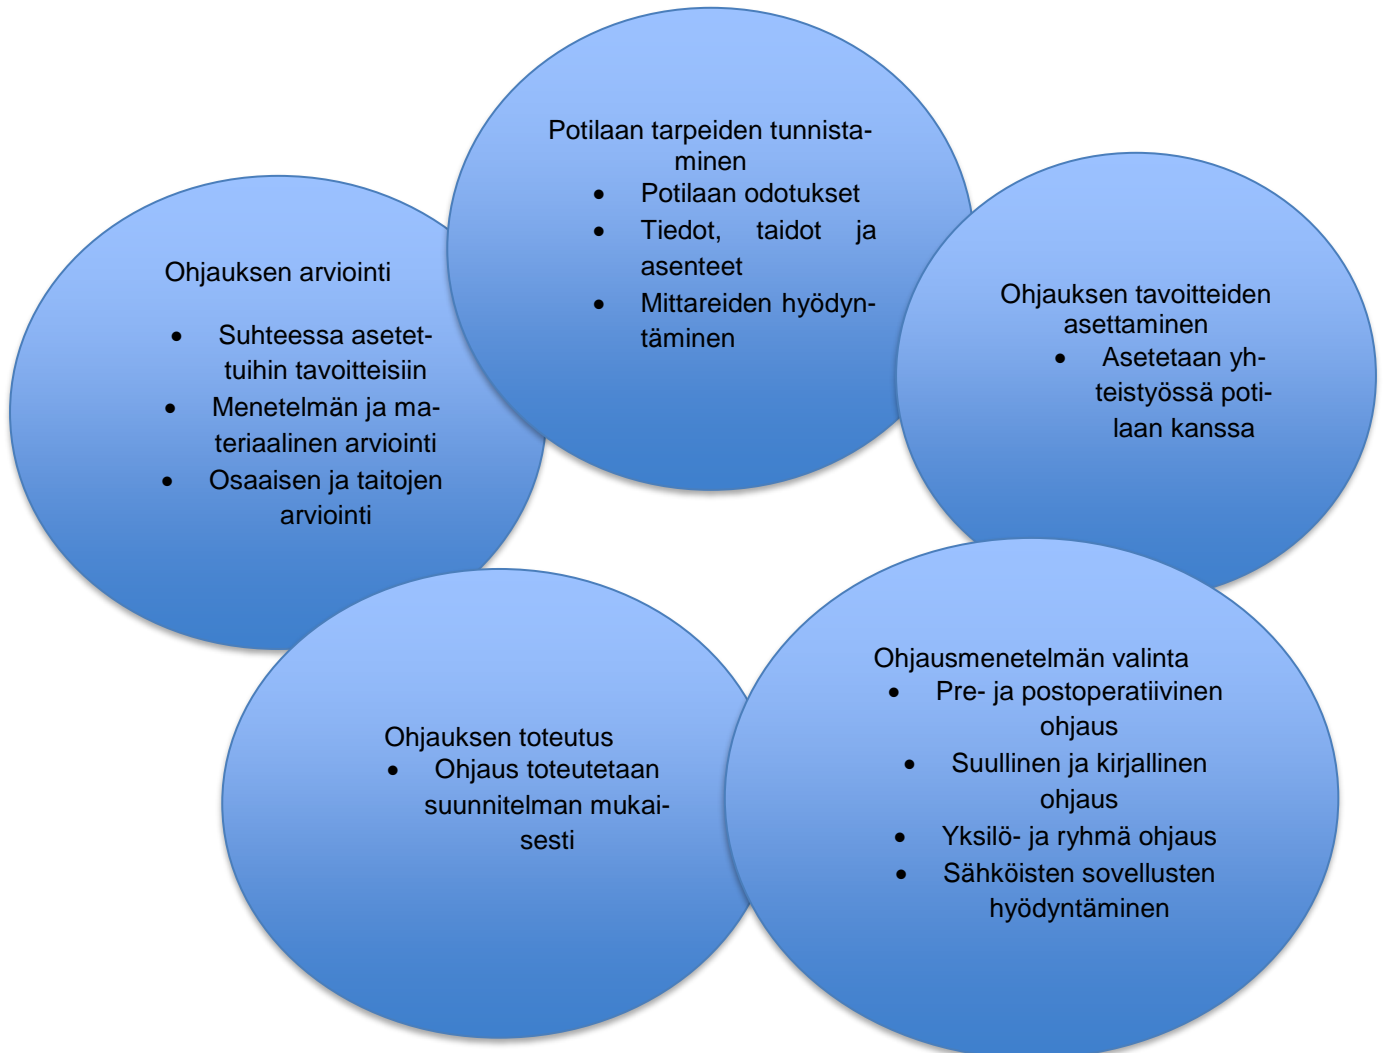 Potilaan tarpeiden tunnista-
minen
• Potilaan odotukset
• Tiedot, taidot ja
asenteet
• Mittareiden hyödyn-
täminen
Ohjauksen tavoitteiden
asettaminen
• Asetetaan yh-
teistyössä poti-
laan kanssa
Ohjausmenetelmän valinta
• Pre- ja postoperatiivinen
ohjaus
• Suullinen ja kirjallinen
ohjaus
• Yksilö- ja ryhmä ohjaus
• Sähköisten sovellusten
hyödyntäminen
Ohjauksen toteutus
• Ohjaus toteutetaan
suunnitelman mukai-
sesti
Ohjauksen arviointi
• Suhteessa asetet-
tuihin tavoitteisiin
• Menetelmän ja ma-
teriaalinen arviointi
• Osaaisen ja taitojen
arviointi